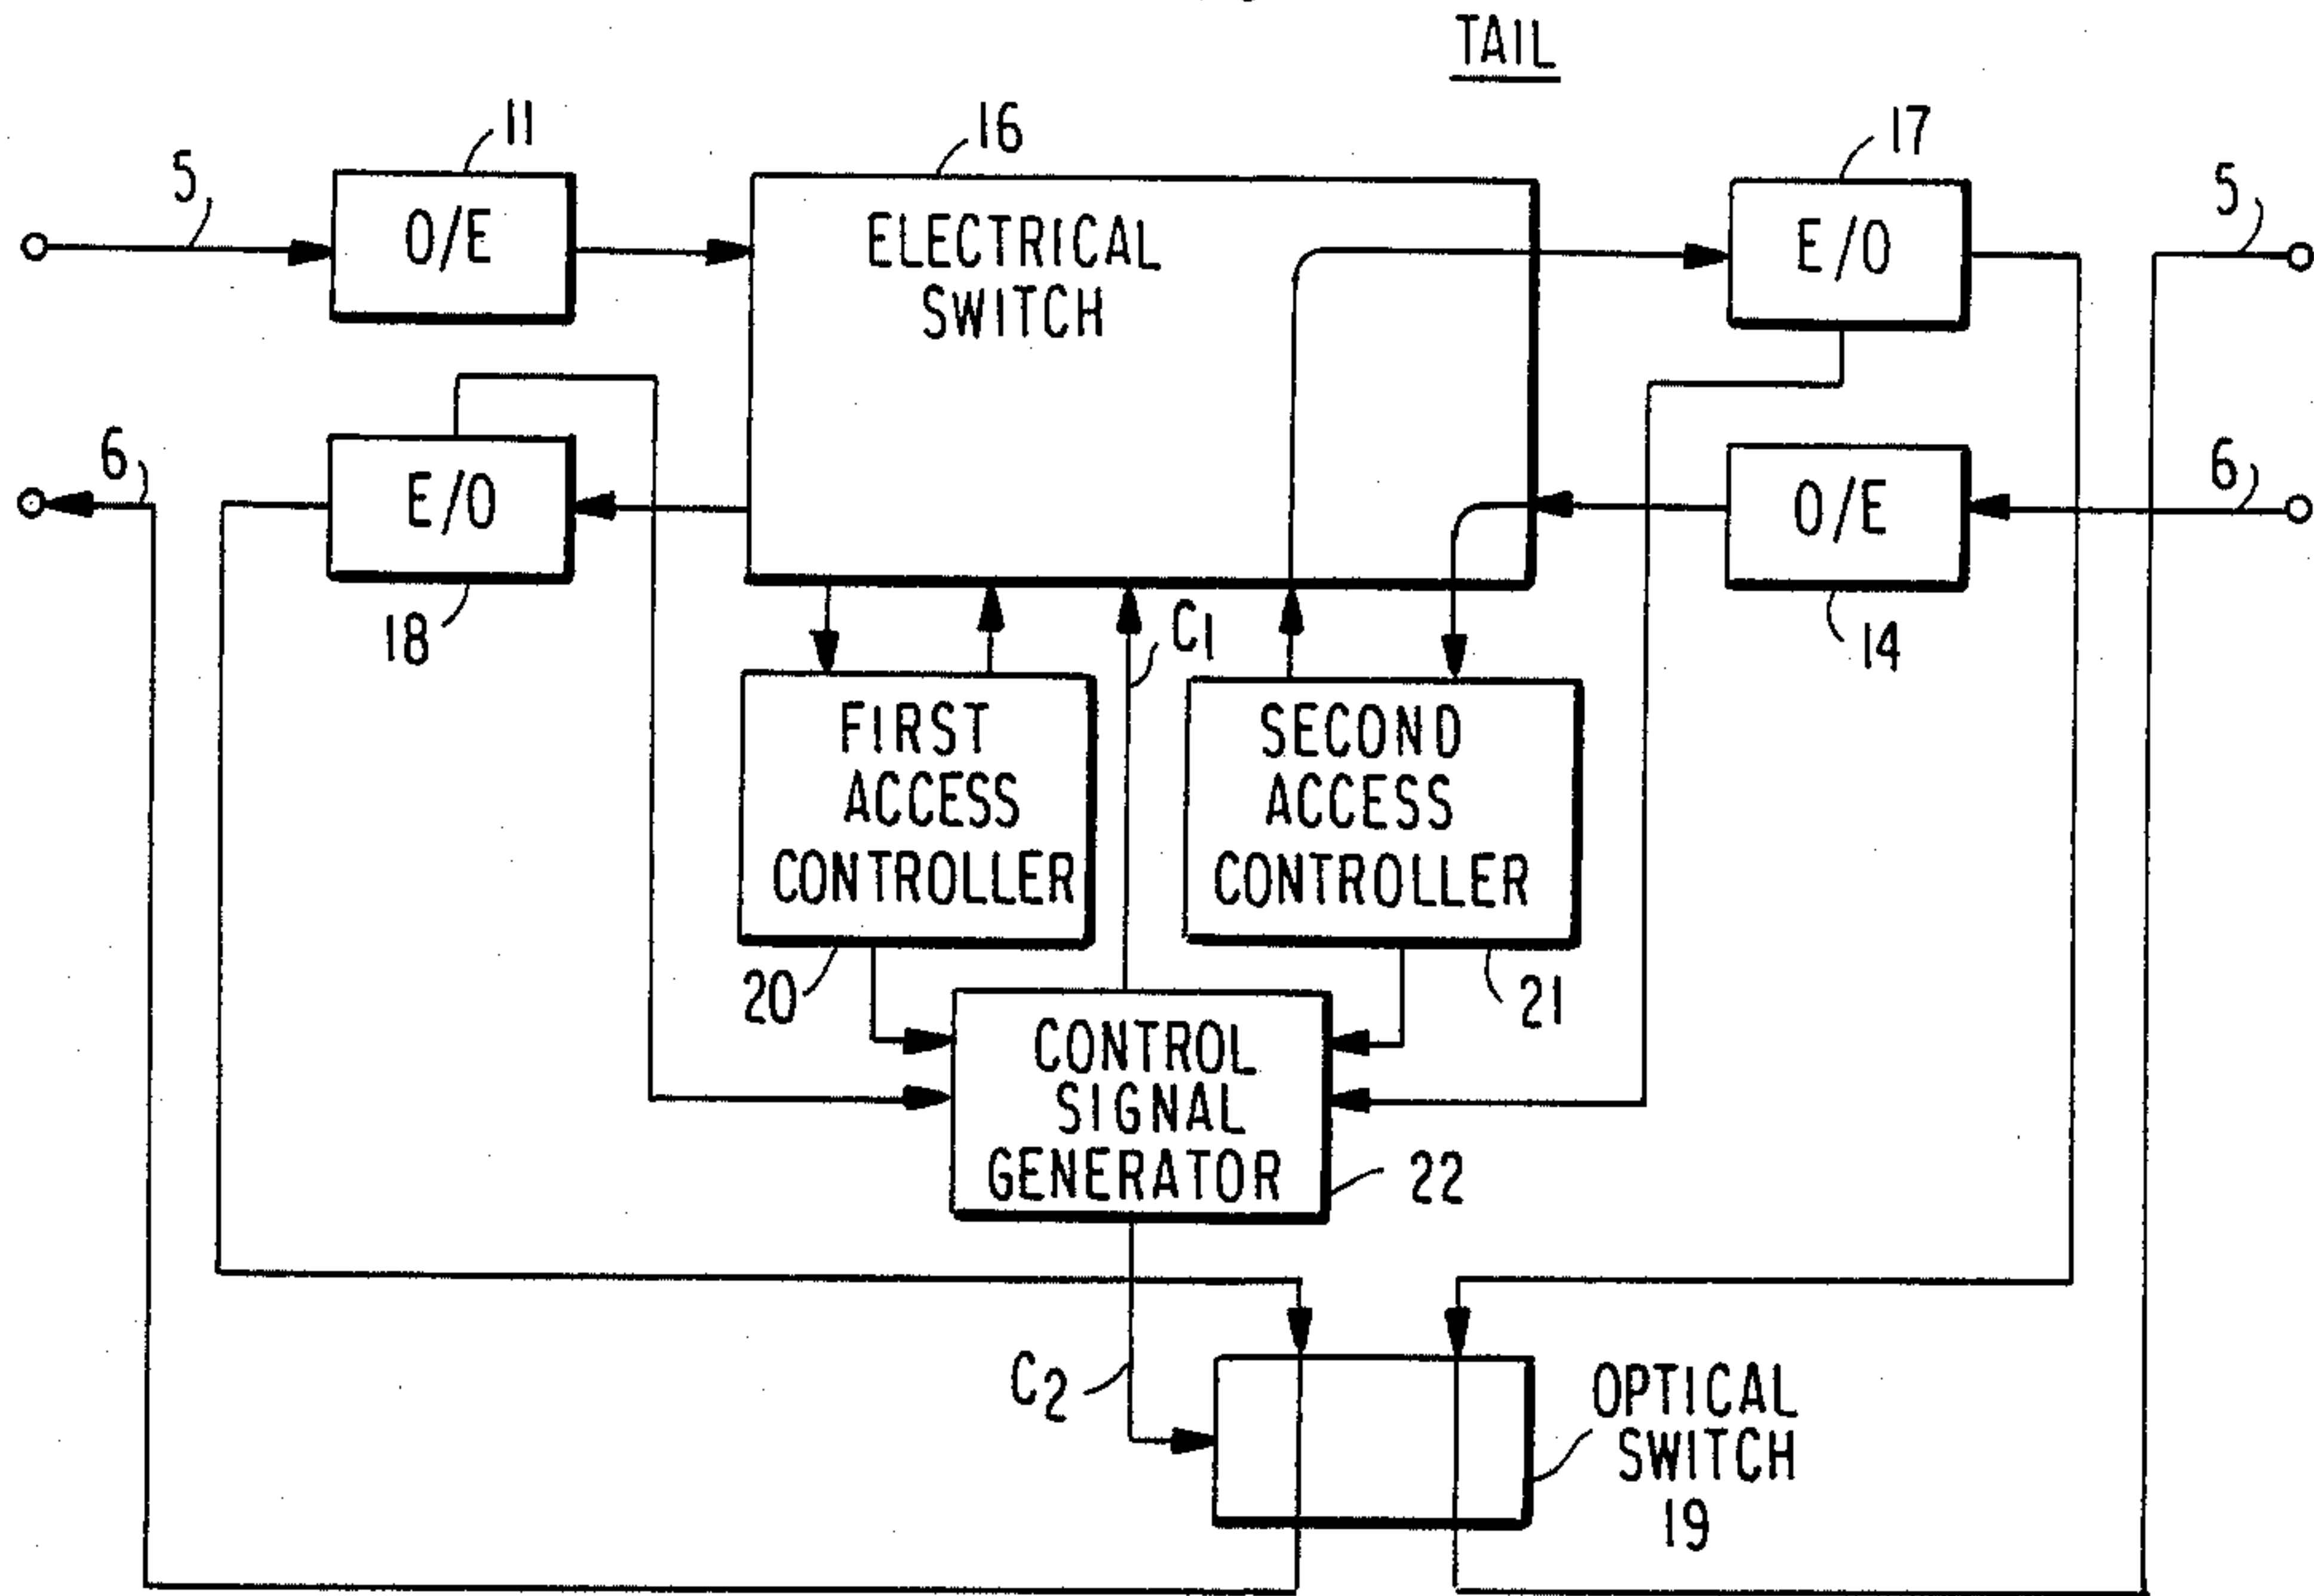 TAIL
11
16
17
5
5
O/E
ELECTRICAL
SWITCH
E/O
6
6
E/O
O/E
18
C1
14
FIRST
ACCESS
CONTROLLER
SECOND
ACCESS
CONTROLLER
20
21
CONTROL
SIGNAL
GENERATOR
22
C2
OPTICAL
SWITCH
19